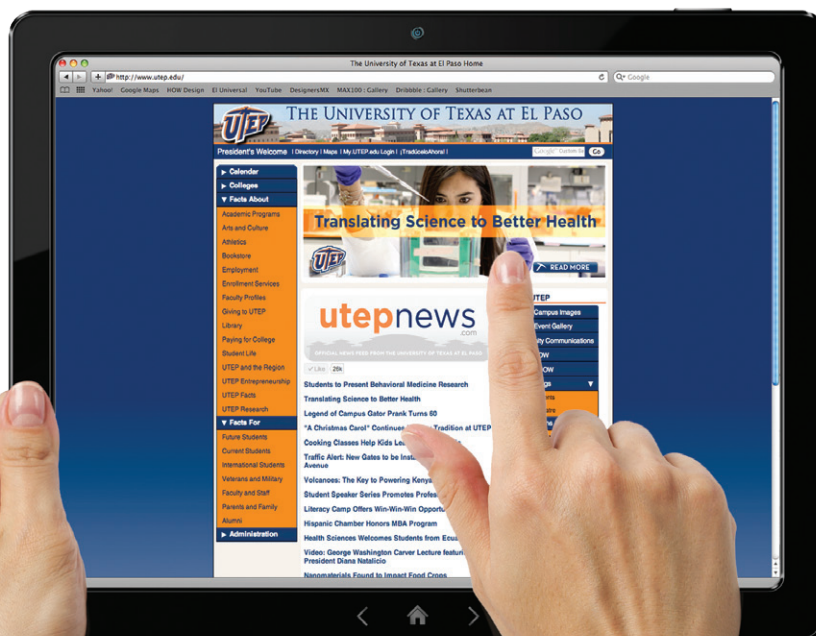 The University of Texas at El Paso Home
http://www.utep.edu/
Google
Yahoo! Google Maps HOW Design El Universal YouTube DesignersMX MAX100 : Gallery Dribbble : Gallery Shutterbean
UTEP THE UNIVERSITY OF TEXAS AT EL PASO
President's Welcome | Directory | Maps | My.UTEP.edu Login | ¡TradúceloAhora! |
Google Custom Go
Calendar
Colleges
Facts About
Academic Programs
Arts and Culture
Athletics
Bookstore
Employment
Enrollment Services
Faculty Profiles
Giving to UTEP
Library
Paying for College
Student Life
UTEP and the Region
UTEP Entrepreneurship
UTEP Facts
UTEP Research
Facts For
Future Students
Current Students
International Students
Veterans and Military
Faculty and Staff
Parents and Family
Alumni
Administration
Translating Science to Better Health
UTEP
READ MORE
utepnews
.com
OFFICIAL NEWS FEED FROM THE UNIVERSITY OF TEXAS AT EL PASO
Like 28k
Students to Present Behavioral Medicine Research
Translating Science to Better Health
Legend of Campus Gator Prank Turns 60
"A Christmas Carol" Continues Tradition at UTEP
Cooking Classes Help Kids
Traffic Alert: New Gates to be
Avenue
Volcanoes: The Key to Powering
Student Speaker Series Promotes
Literacy Camp Offers Win-Win-Win
Hispanic Chamber Honors MBA Program
Health Sciences Welcomes Students from
Video: George Washington Carver Lecture
President Diana Natalicio
Nanomaterials Found to Impact Food Crops
UTEP
Campus Images
Event Gallery
Communications